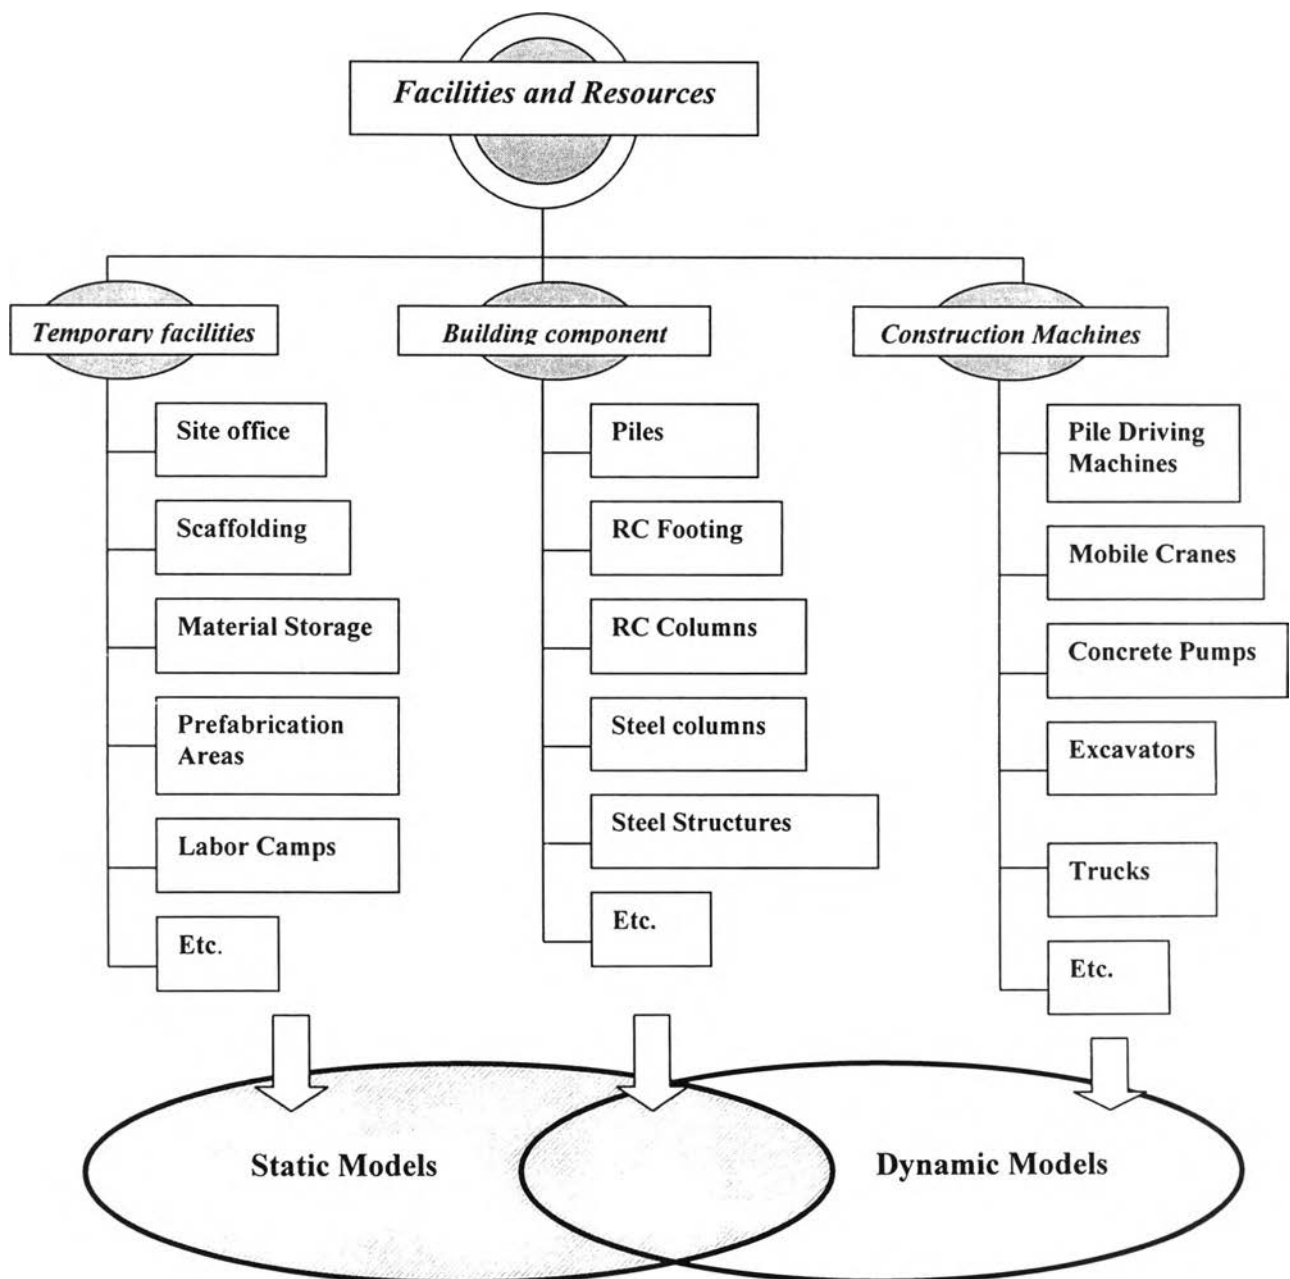 Facilities and Resources
Temporary facilities
Building component
Construction Machines
Site office
Scaffolding
Material Storage
Prefabrication
Areas
Labor Camps
Etc.
Piles
RC Footing
RC Columns
Steel columns
Steel Structures
Etc.
Pile Driving
Machines
Mobile Cranes
Concrete Pumps
Excavators
Trucks
Etc.
Static Models
Dynamic Models